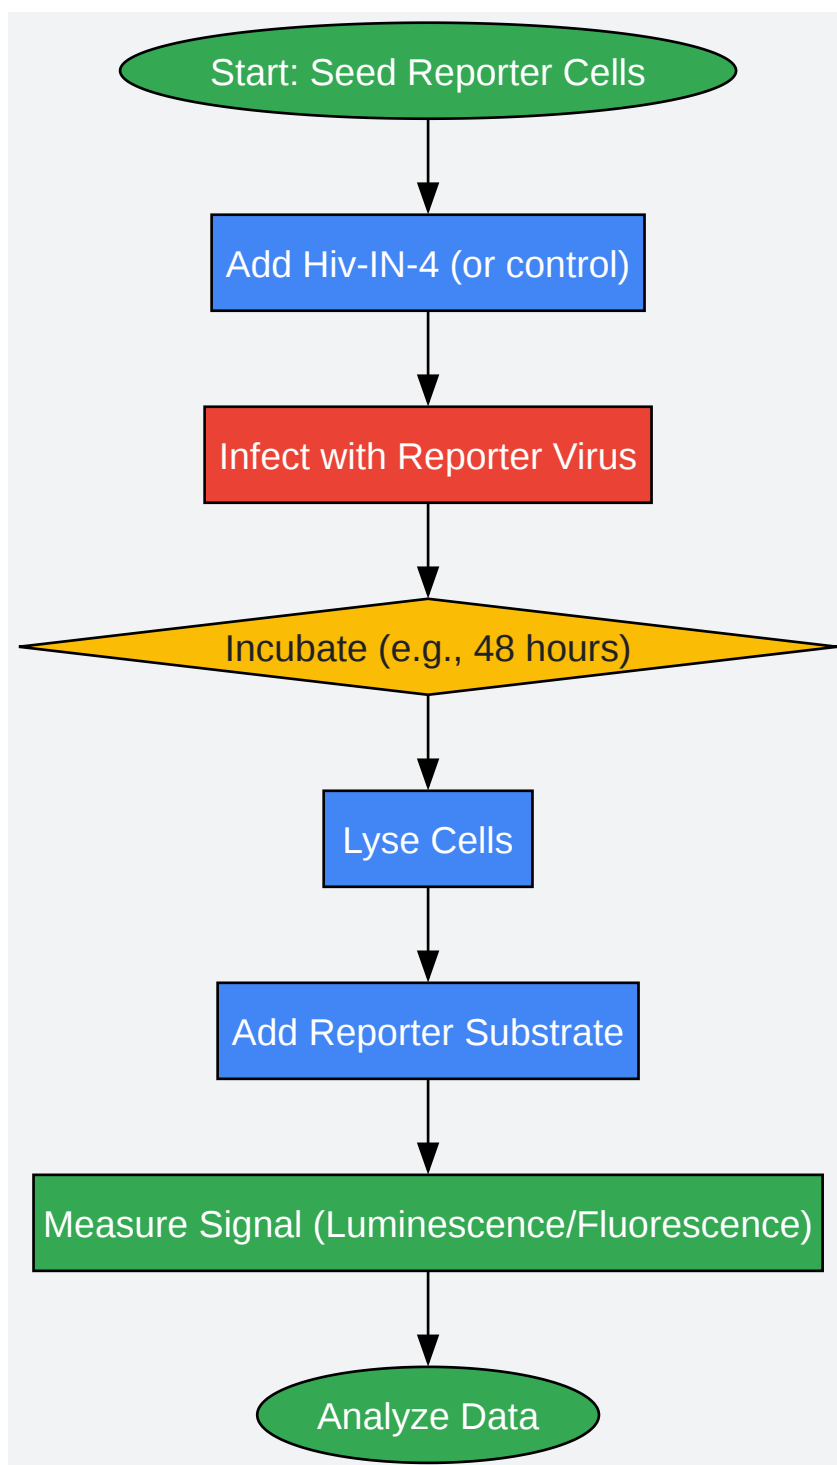 Start: Seed Reporter Cells
Add Hiv-IN-4 (or control)
Infect with Reporter Virus
Incubate (e.g., 48 hours)
Lyse Cells
Add Reporter Substrate
Measure Signal (Luminescence/Fluorescence)
Analyze Data